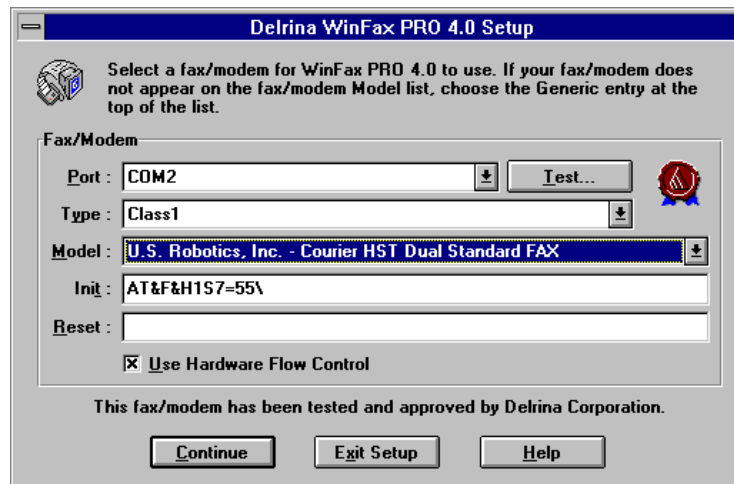 Delrina WinFax PRO 4.0 Setup
Select a fax/modem for WinFax PRO 4.0 to use. If your fax/modem does
not appear on the fax/modem Model list, choose the Generic entry at the
top of the list.
Fax/Modem
Port : COM2 Test...
Type : Class1
Model : U.S. Robotics, Inc. - Courier HST Dual Standard FAX
Init : AT&F&H1S7=55\
Reset :
Use Hardware Flow Control
This fax/modem has been tested and approved by Delrina Corporation.
Continue Exit Setup Help